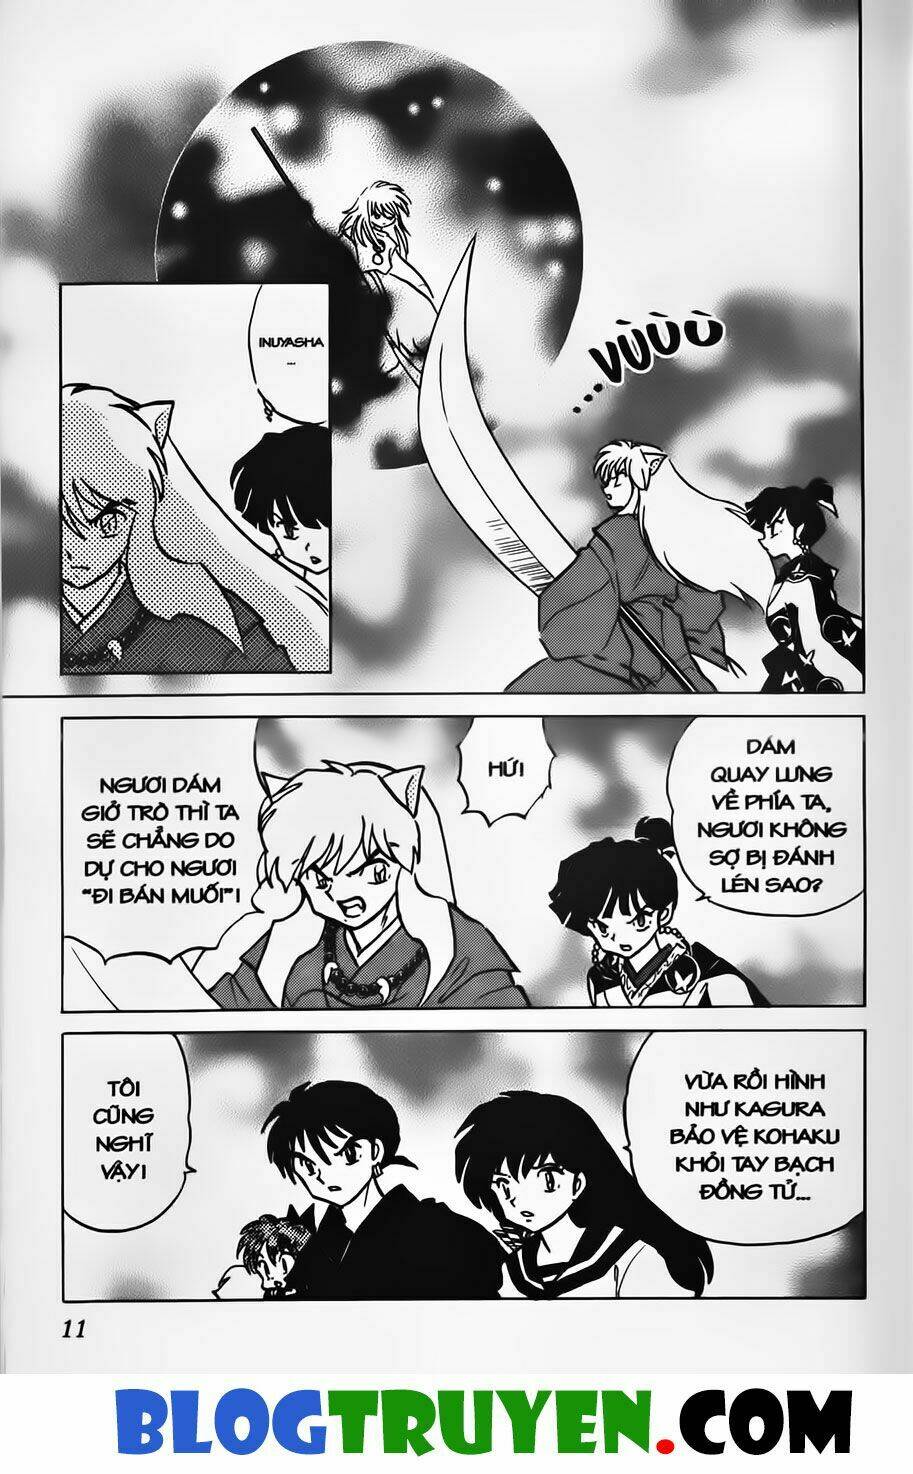 INUYASHA
...
...VÙÙÙÙ
DÁM
QUAY LƯNG
VỀ PHÍA TA,
NGƯƠI KHÔNG
SỢ BỊ ĐÁNH
LÉN SAO?
HỨ!
NGƯƠI DÁM
GIỞ TRÒ THÌ TA
SẼ CHẲNG DO
DỰ CHO NGƯƠI
“ĐI BÁN MUỐI”!
VỪA RỒI HÌNH
NHƯ KAGURA
BẢO VỆ KOHAKU
KHỎI TAY BẠCH
ĐỒNG TỬ...
TÔI
CŨNG
NGHĨ
VẬY!
11
BLOGTRUYEN.COM